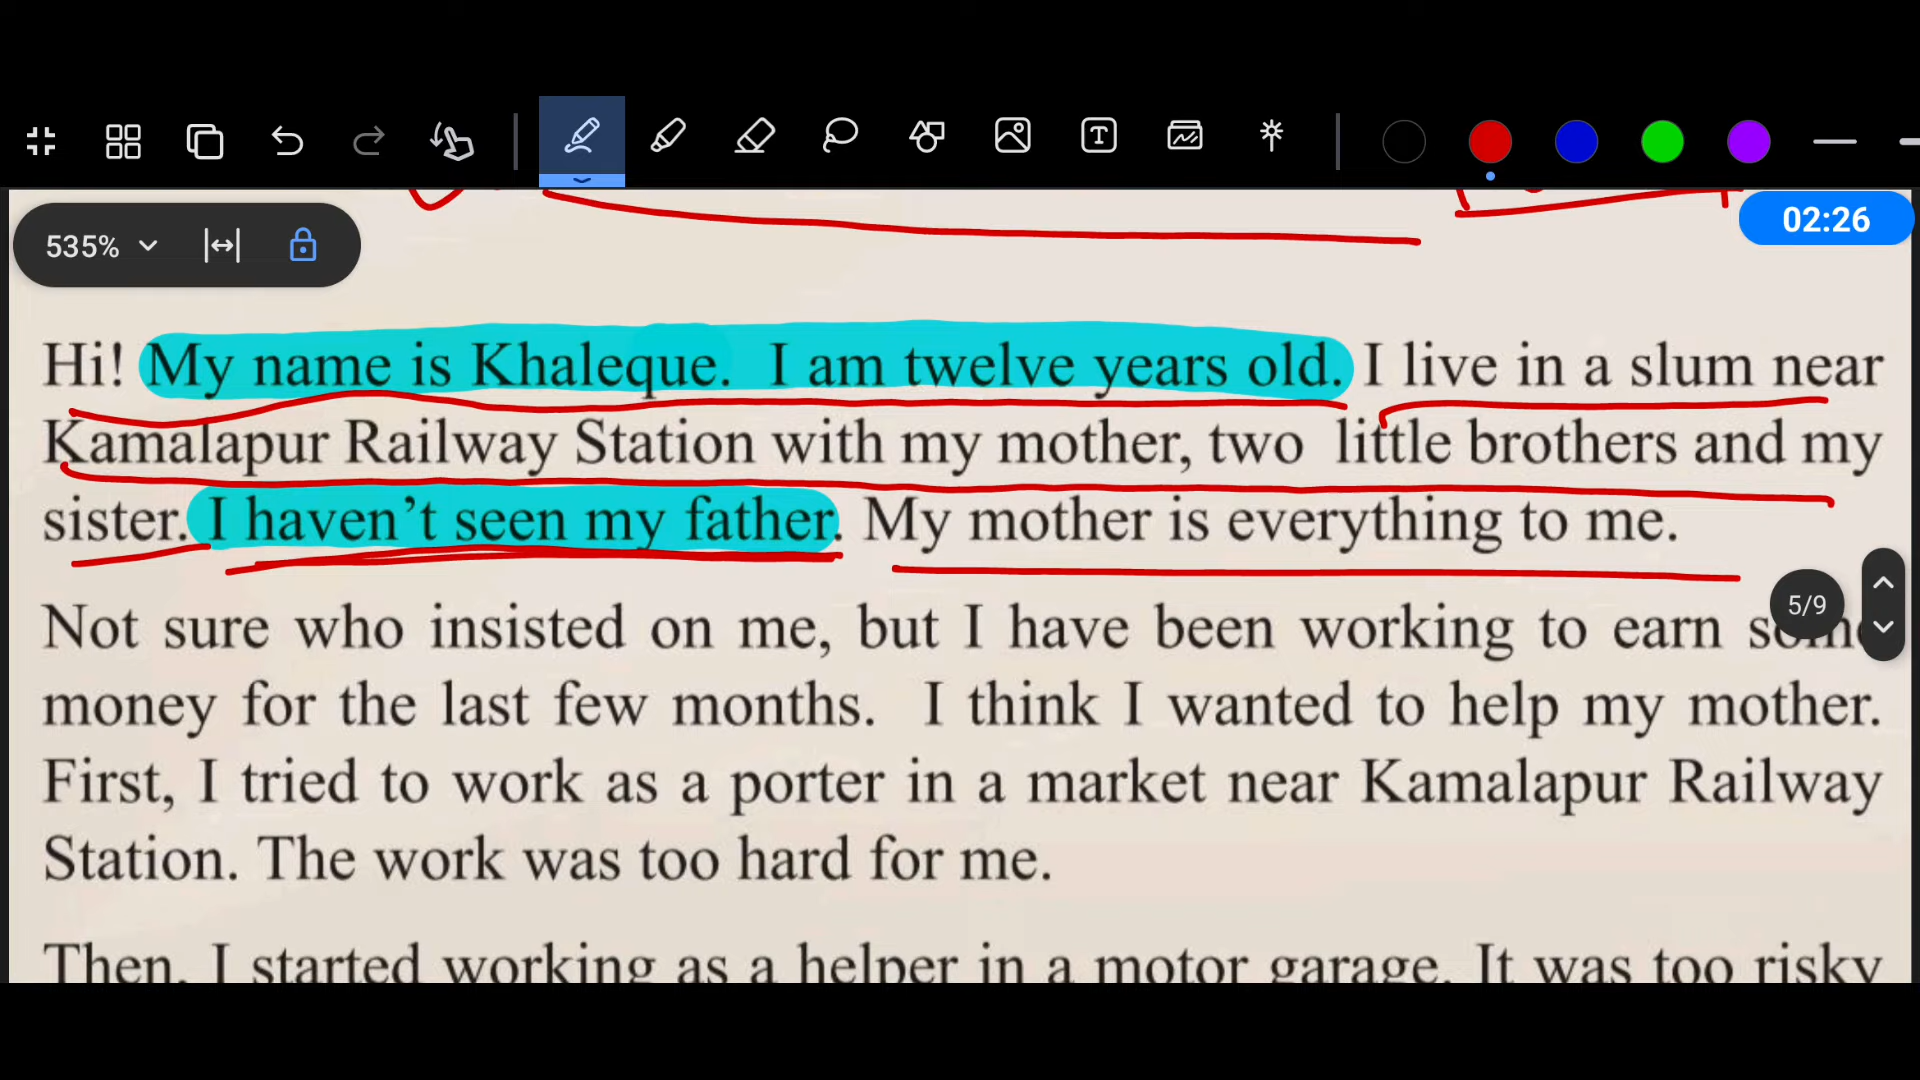 535%
02:26
Hi! My name is Khaleque. I am twelve years old. I live in a slum near
Kamalapur Railway Station with my mother, two little brothers and my
sister. I haven't seen my father. My mother is everything to me.
5/9
Not sure who insisted on me, but I have been working to earn some
money for the last few months. I think I wanted to help my mother.
First, I tried to work as a porter in a market near Kamalapur Railway
Station. The work was too hard for me.
Then, I started working as a helper in a motor garage. It was too risky